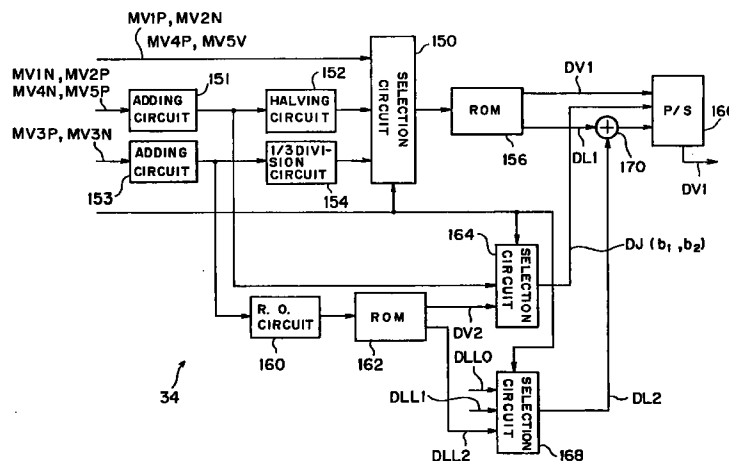 MV1P, MV2N
MV4P, MV5V
150
MV1N, MV2P
MV4N, MV5P
151
ADDING CIRCUIT
152
HALVING CIRCUIT
SELECTION CIRCUIT
ROM
156
DV1
DL1
170
P/S
DV1
MV3P, MV3N
ADDING CIRCUIT
153
1/3 DIVI-
SION
CIRCUIT
154
164
SELECTION CIRCUIT
DJ (b₁, b₂)
R. O.
CIRCUIT
160
ROM
162
DV2
34
DLL0
DLL1
DLL2
SELECTION CIRCUIT
168
DL2